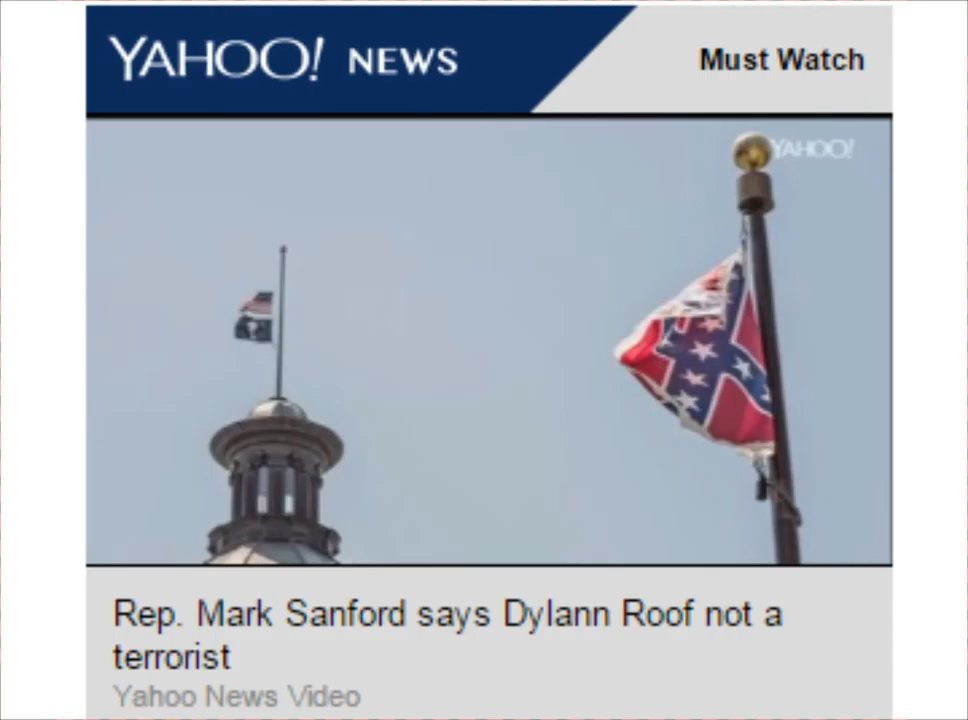 YAHOO! NEWS
Must Watch
YAHOO!
Rep. Mark Sanford says Dylann Roof not a
terrorist
Yahoo News Video